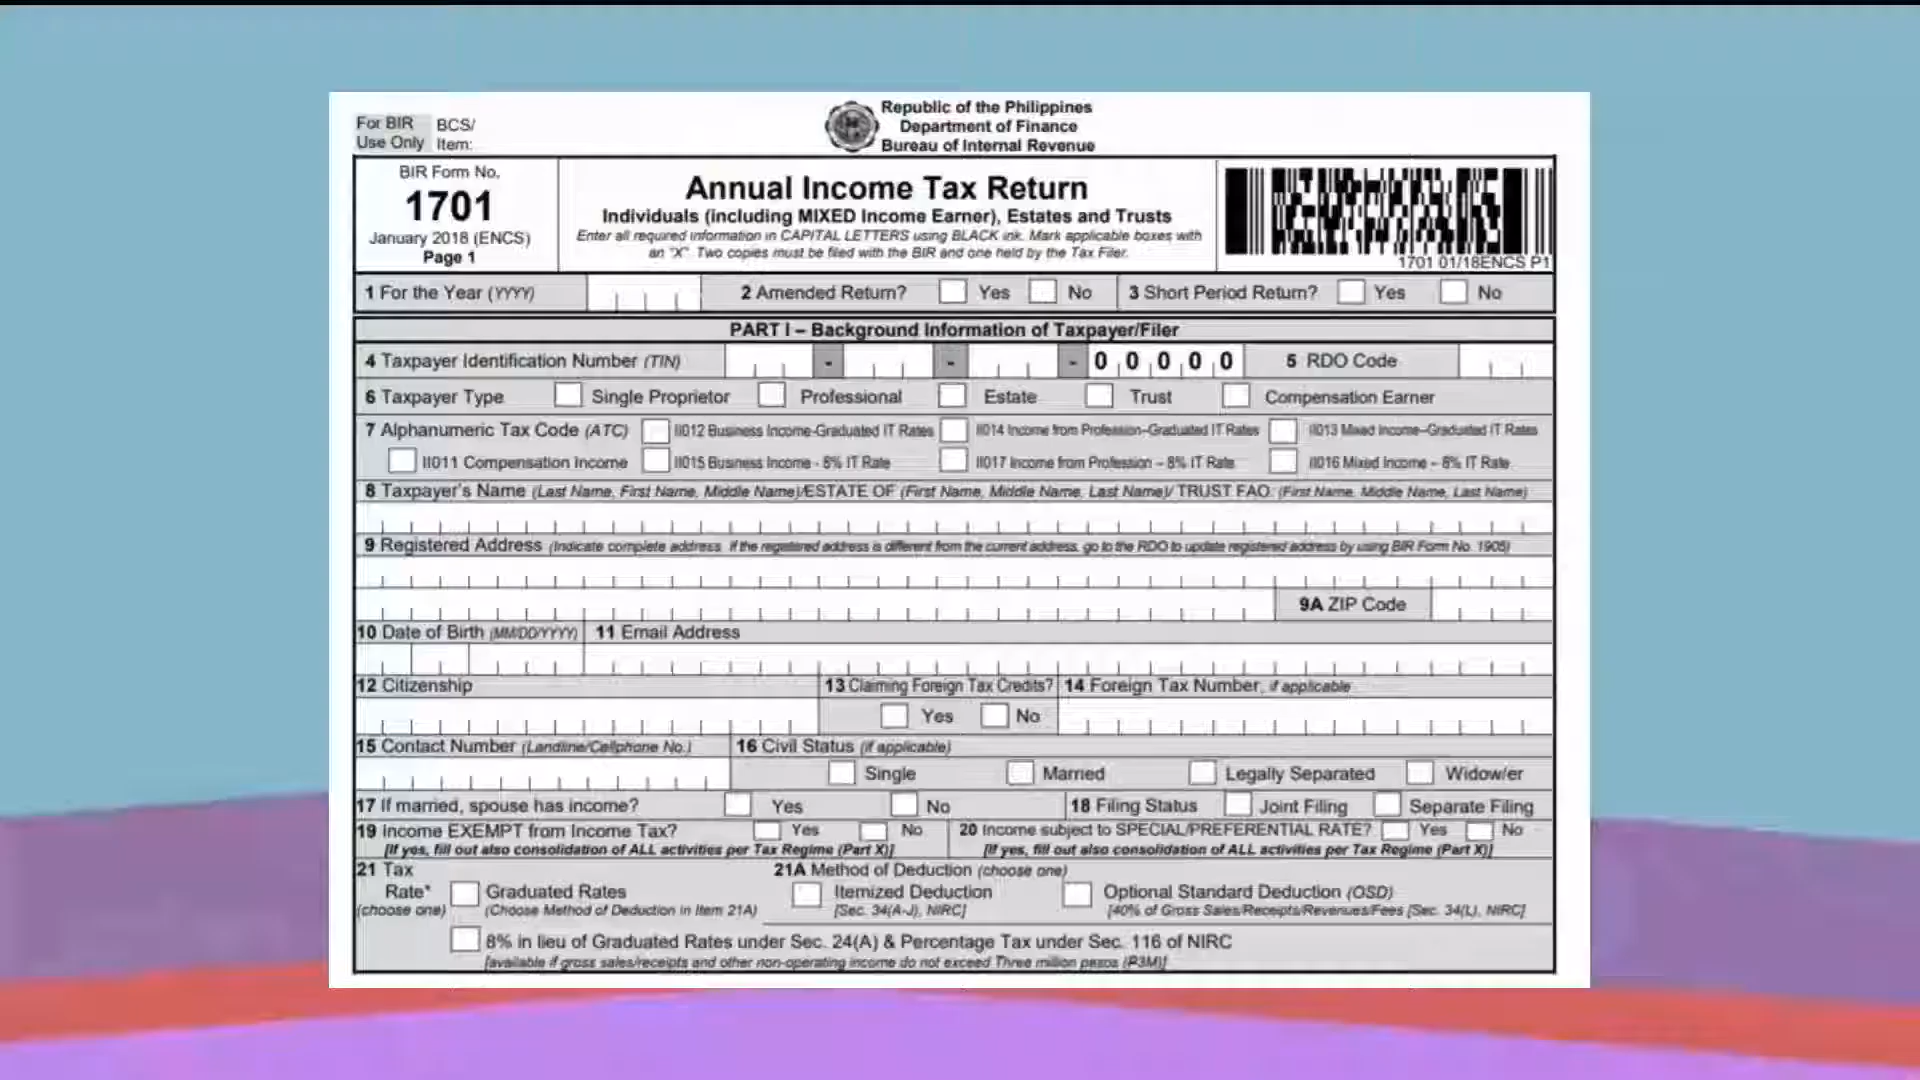 For BIR Use Only BCS/ Item:
Republic of the Philippines
Department of Finance
Bureau of Internal Revenue
BIR Form No.
1701
January 2018 (ENCS)
Page 1
Annual Income Tax Return
Individuals (including MIXED Income Earner), Estates and Trusts
Enter all required information in CAPITAL LETTERS using BLACK ink. Mark applicable boxes with
an "X". Two copies must be filed with the BIR and one held by the Tax Filer.
1701 01/18ENCS P1
1 For the Year (YYYY) 2 Amended Return? Yes No 3 Short Period Return? Yes No
PART I – Background Information of Taxpayer/Filer
4 Taxpayer Identification Number (TIN) - - - 0 0 0 0 0 5 RDO Code
6 Taxpayer Type Single Proprietor Professional Estate Trust Compensation Earner
7 Alphanumeric Tax Code (ATC) II012 Business Income-Graduated IT Rates II014 Income from Profession–Graduated IT Rates II013 Mixed Income–Graduated IT Rates
II011 Compensation Income II015 Business Income - 8% IT Rate II017 Income from Profession – 8% IT Rate II016 Mixed Income – 8% IT Rate
8 Taxpayer's Name (Last Name, First Name, Middle Name)/ESTATE OF (First Name, Middle Name, Last Name)/ TRUST FAO: (First Name, Middle Name, Last Name)
9 Registered Address (Indicate complete address. If the registered address is different from the current address, go to the RDO to update registered address by using BIR Form No. 1905)
9A ZIP Code
10 Date of Birth (MM/DD/YYYY) 11 Email Address
12 Citizenship 13 Claiming Foreign Tax Credits? 14 Foreign Tax Number, if applicable
Yes No
15 Contact Number (Landline/Cellphone No.) 16 Civil Status (if applicable)
Single Married Legally Separated Widow/er
17 If married, spouse has income? Yes No 18 Filing Status Joint Filing Separate Filing
19 Income EXEMPT from Income Tax? Yes No 20 Income subject to SPECIAL/PREFERENTIAL RATE? Yes No
[If yes, fill out also consolidation of ALL activities per Tax Regime (Part X)] [If yes, fill out also consolidation of ALL activities per Tax Regime (Part X)]
21 Tax 21A Method of Deduction (choose one)
Rate* Graduated Rates Itemized Deduction Optional Standard Deduction (OSD)
(choose one) (Choose Method of Deduction in Item 21A) [Sec. 34(A-J), NIRC] [40% of Gross Sales/Receipts/Revenues/Fees [Sec. 34(L), NIRC]
8% in lieu of Graduated Rates under Sec. 24(A) & Percentage Tax under Sec. 116 of NIRC
[available if gross sales/receipts and other non-operating income do not exceed Three million pesos (P3M)]